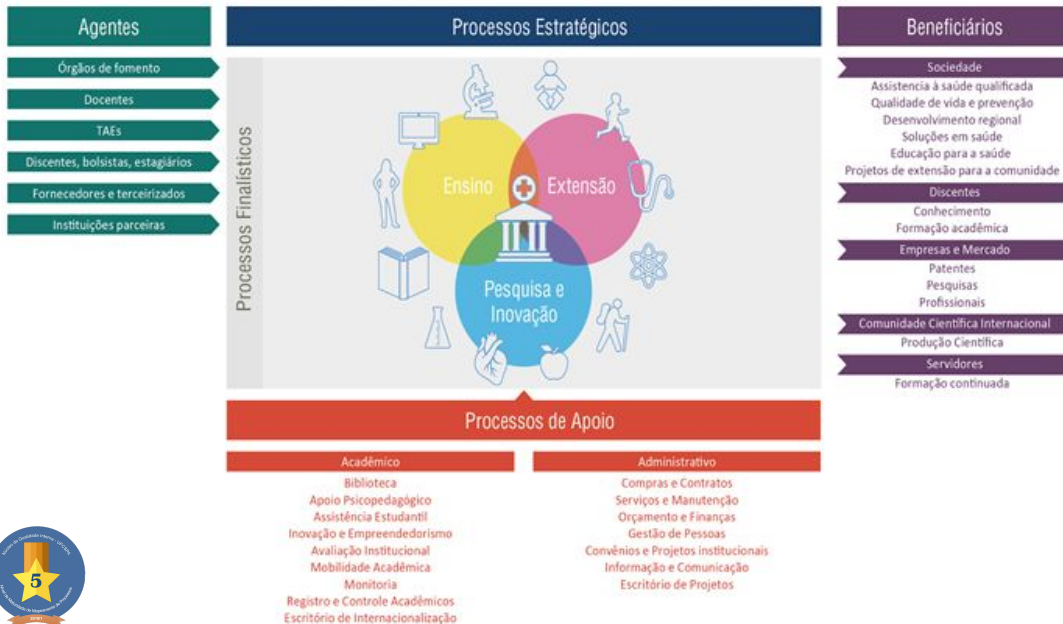 Agentes
Órgãos de fomento
Docentes
TAEs
Discentes, bolsistas, estagiários
Fornecedores e terceirizados
Instituições parceiras
Processos Estratégicos
Processos Finalísticos
Ensino
Extensão
Pesquisa e
Inovação
Beneficiários
Sociedade
Assistencia à saúde qualificada
Qualidade de vida e prevenção
Desenvolvimento regional
Soluções em saúde
Educação para a saúde
Projetos de extensão para a comunidade
Discentes
Conhecimento
Formação acadêmica
Empresas e Mercado
Patentes
Pesquisas
Profissionais
Comunidade Científica Internacional
Produção Científica
Servidores
Formação continuada
Processos de Apoio
Acadêmico
Biblioteca
Apoio Psicopedagógico
Assistência Estudantil
Inovação e Empreendedorismo
Avaliação Institucional
Mobilidade Acadêmica
Monitoria
Registro e Controle Acadêmicos
Escritório de Internacionalização
Administrativo
Compras e Contratos
Serviços e Manutenção
Orçamento e Finanças
Gestão de Pessoas
Convênios e Projetos institucionais
Informação e Comunicação
Escritório de Projetos
5